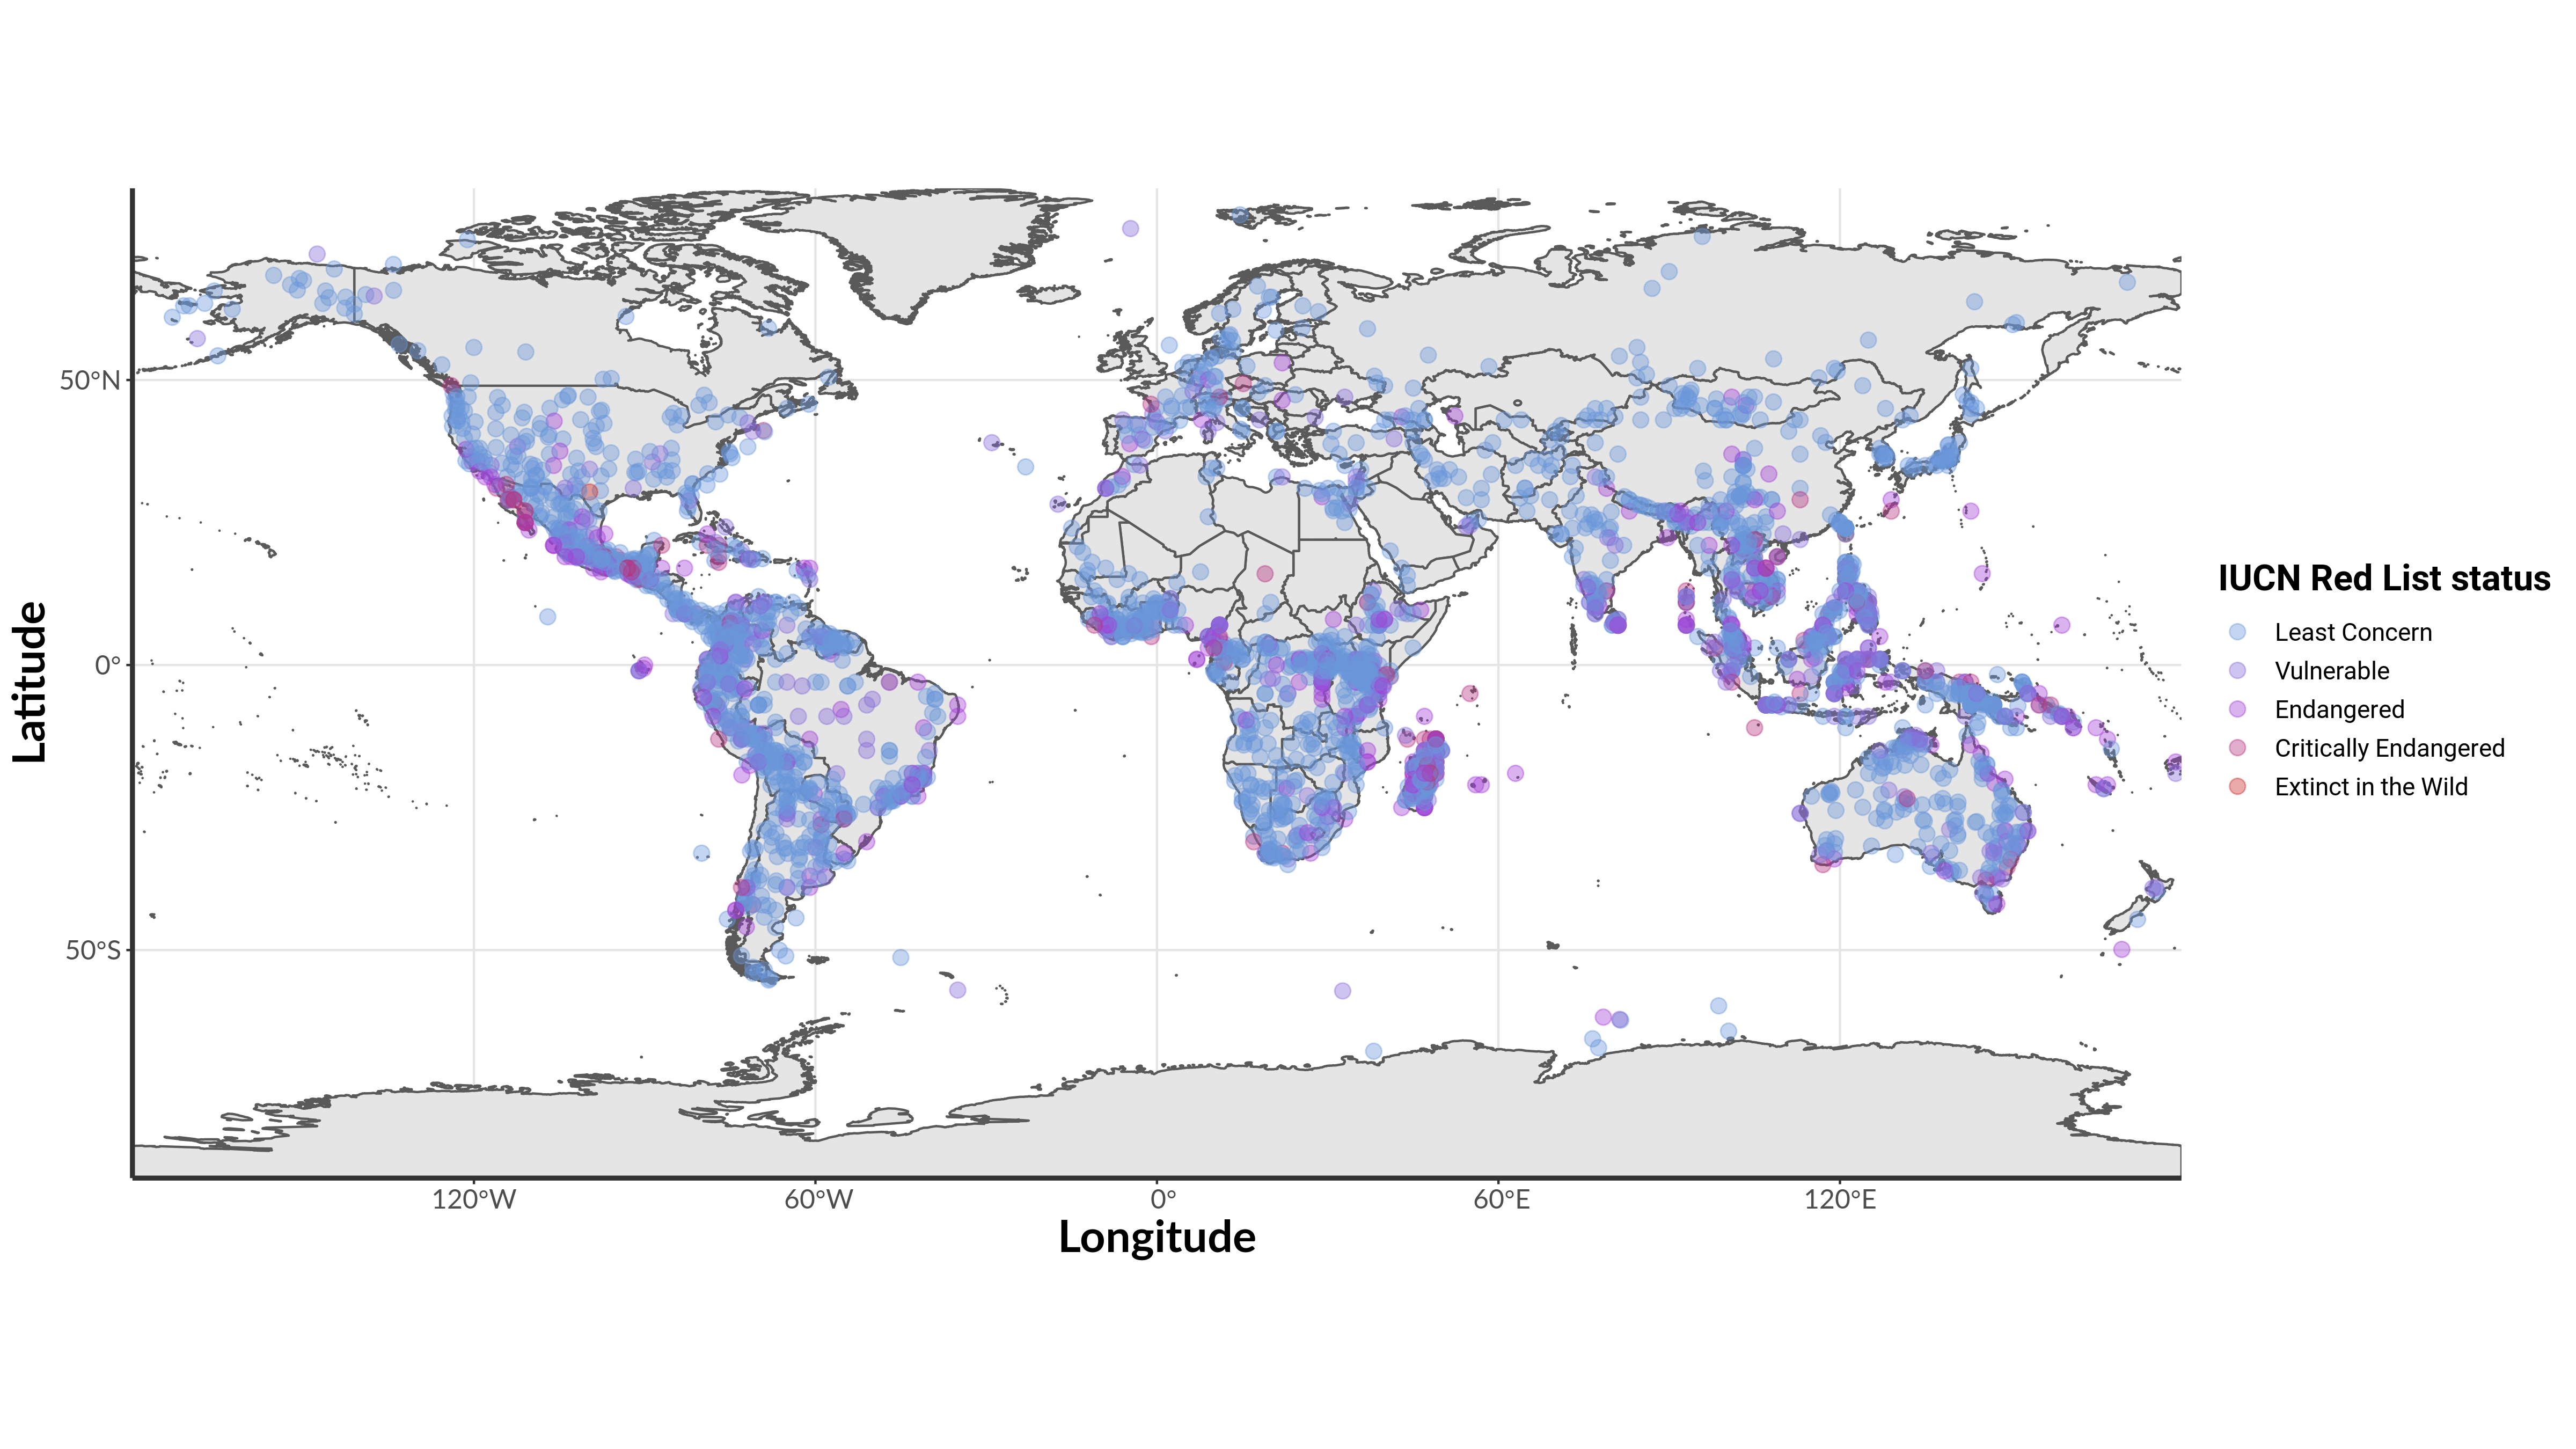 Latitude
50°N
0°
50°S
120°W
60°W
0°
60°E
120°E
Longitude
IUCN Red List status
Least Concern
Vulnerable
Endangered
Critically Endangered
Extinct in the Wild